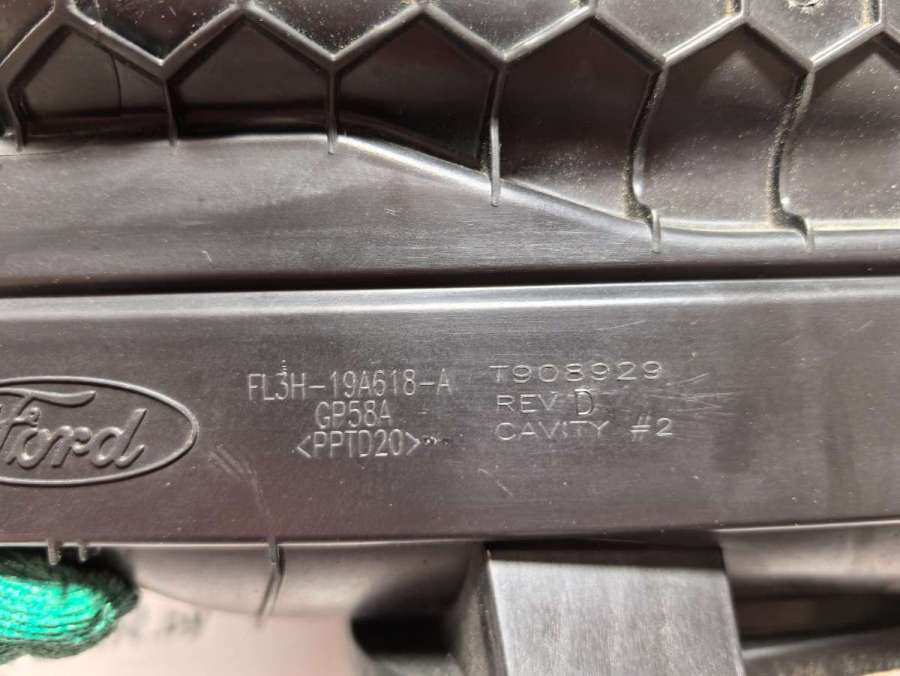 Ford
FL3H-19A618-A
GP58A
<PPTD20>
T908929
REV D
CAVITY #2